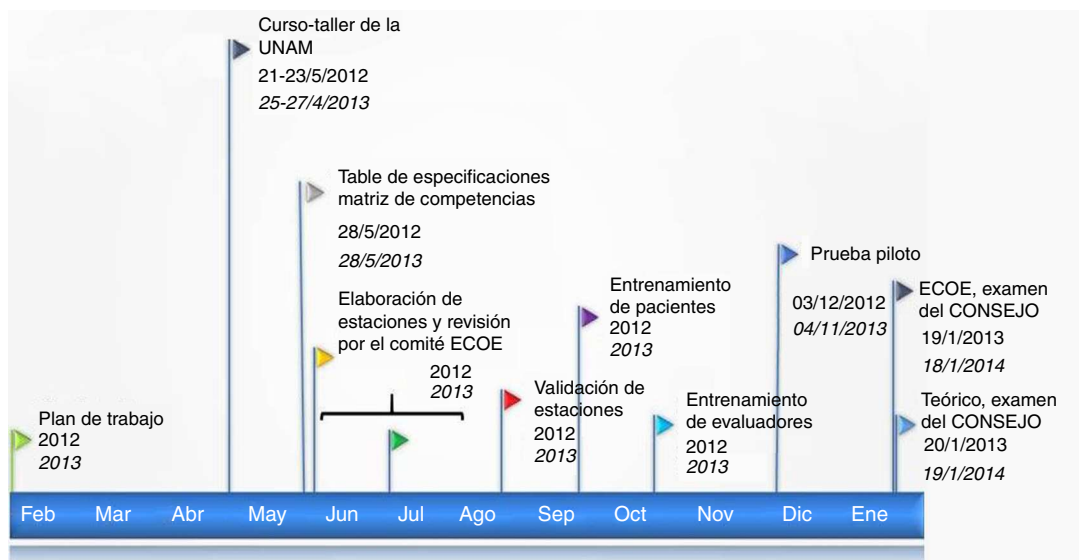 Curso-taller de la
UNAM
21-23/5/2012
25-27/4/2013
Table de especificaciones
matriz de competencias
28/5/2012
28/5/2013
Elaboración de
estaciones y revisión
por el comité ECOE
2012
2013
Plan de trabajo
2012
2013
Validación de
estaciones
2012
2013
Entrenamiento
de pacientes
2012
2013
Entrenamiento
de evaluadores
2012
2013
Prueba piloto
03/12/2012
04/11/2013
ECOE, examen
del CONSEJO
19/1/2013
18/1/2014
Teórico, examen
del CONSEJO
20/1/2013
19/1/2014
Feb Mar Abr May Jun Jul Ago Sep Oct Nov Dic Ene